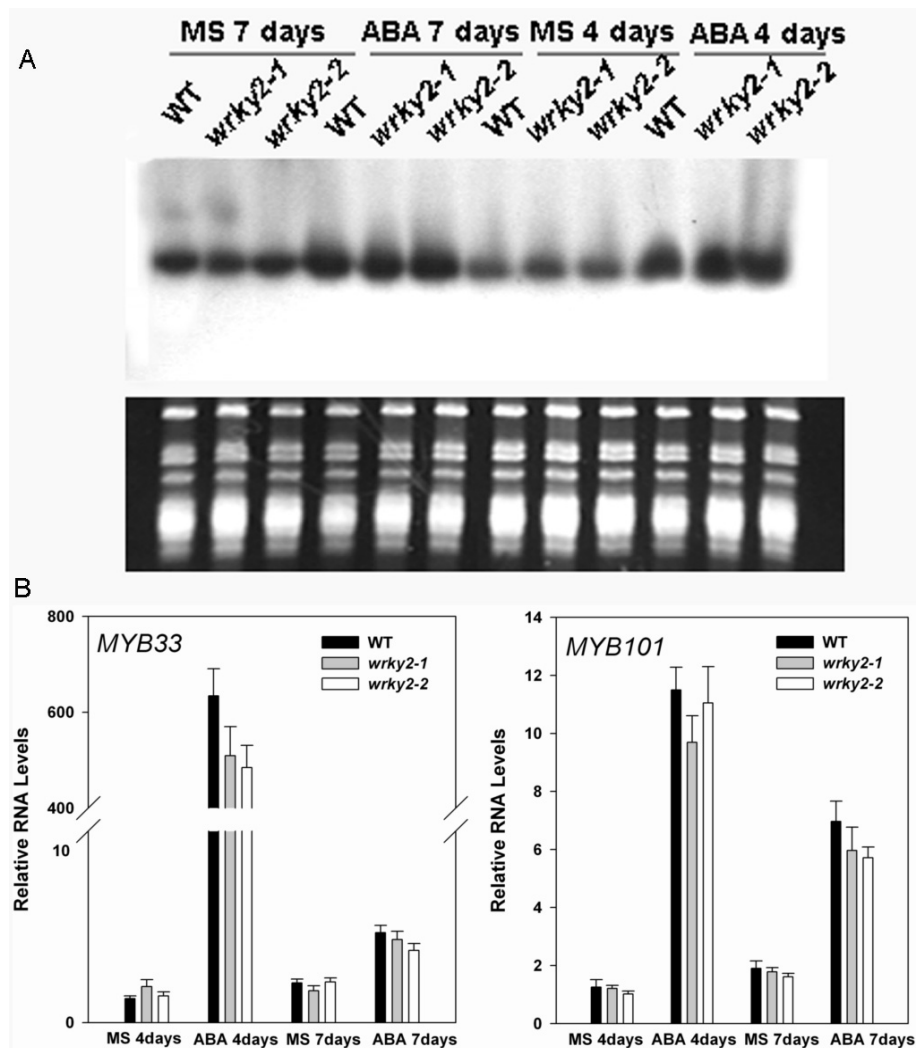 A
MS 7 days ABA 7 days MS 4 days ABA 4 days
WT wrky2-1 wrky2-2 WT wrky2-1 wrky2-2 WT wrky2-1 wrky2-2 WT wrky2-1 wrky2-2
B
MYB33
WT
wrky2-1
wrky2-2
Relative RNA Levels
800
600
400
10
0
MS 4days ABA 4days MS 7days ABA 7days
MYB101
WT
wrky2-1
wrky2-2
Relative RNA Levels
14
12
10
8
6
4
2
0
MS 4days ABA 4days MS 7days ABA 7days